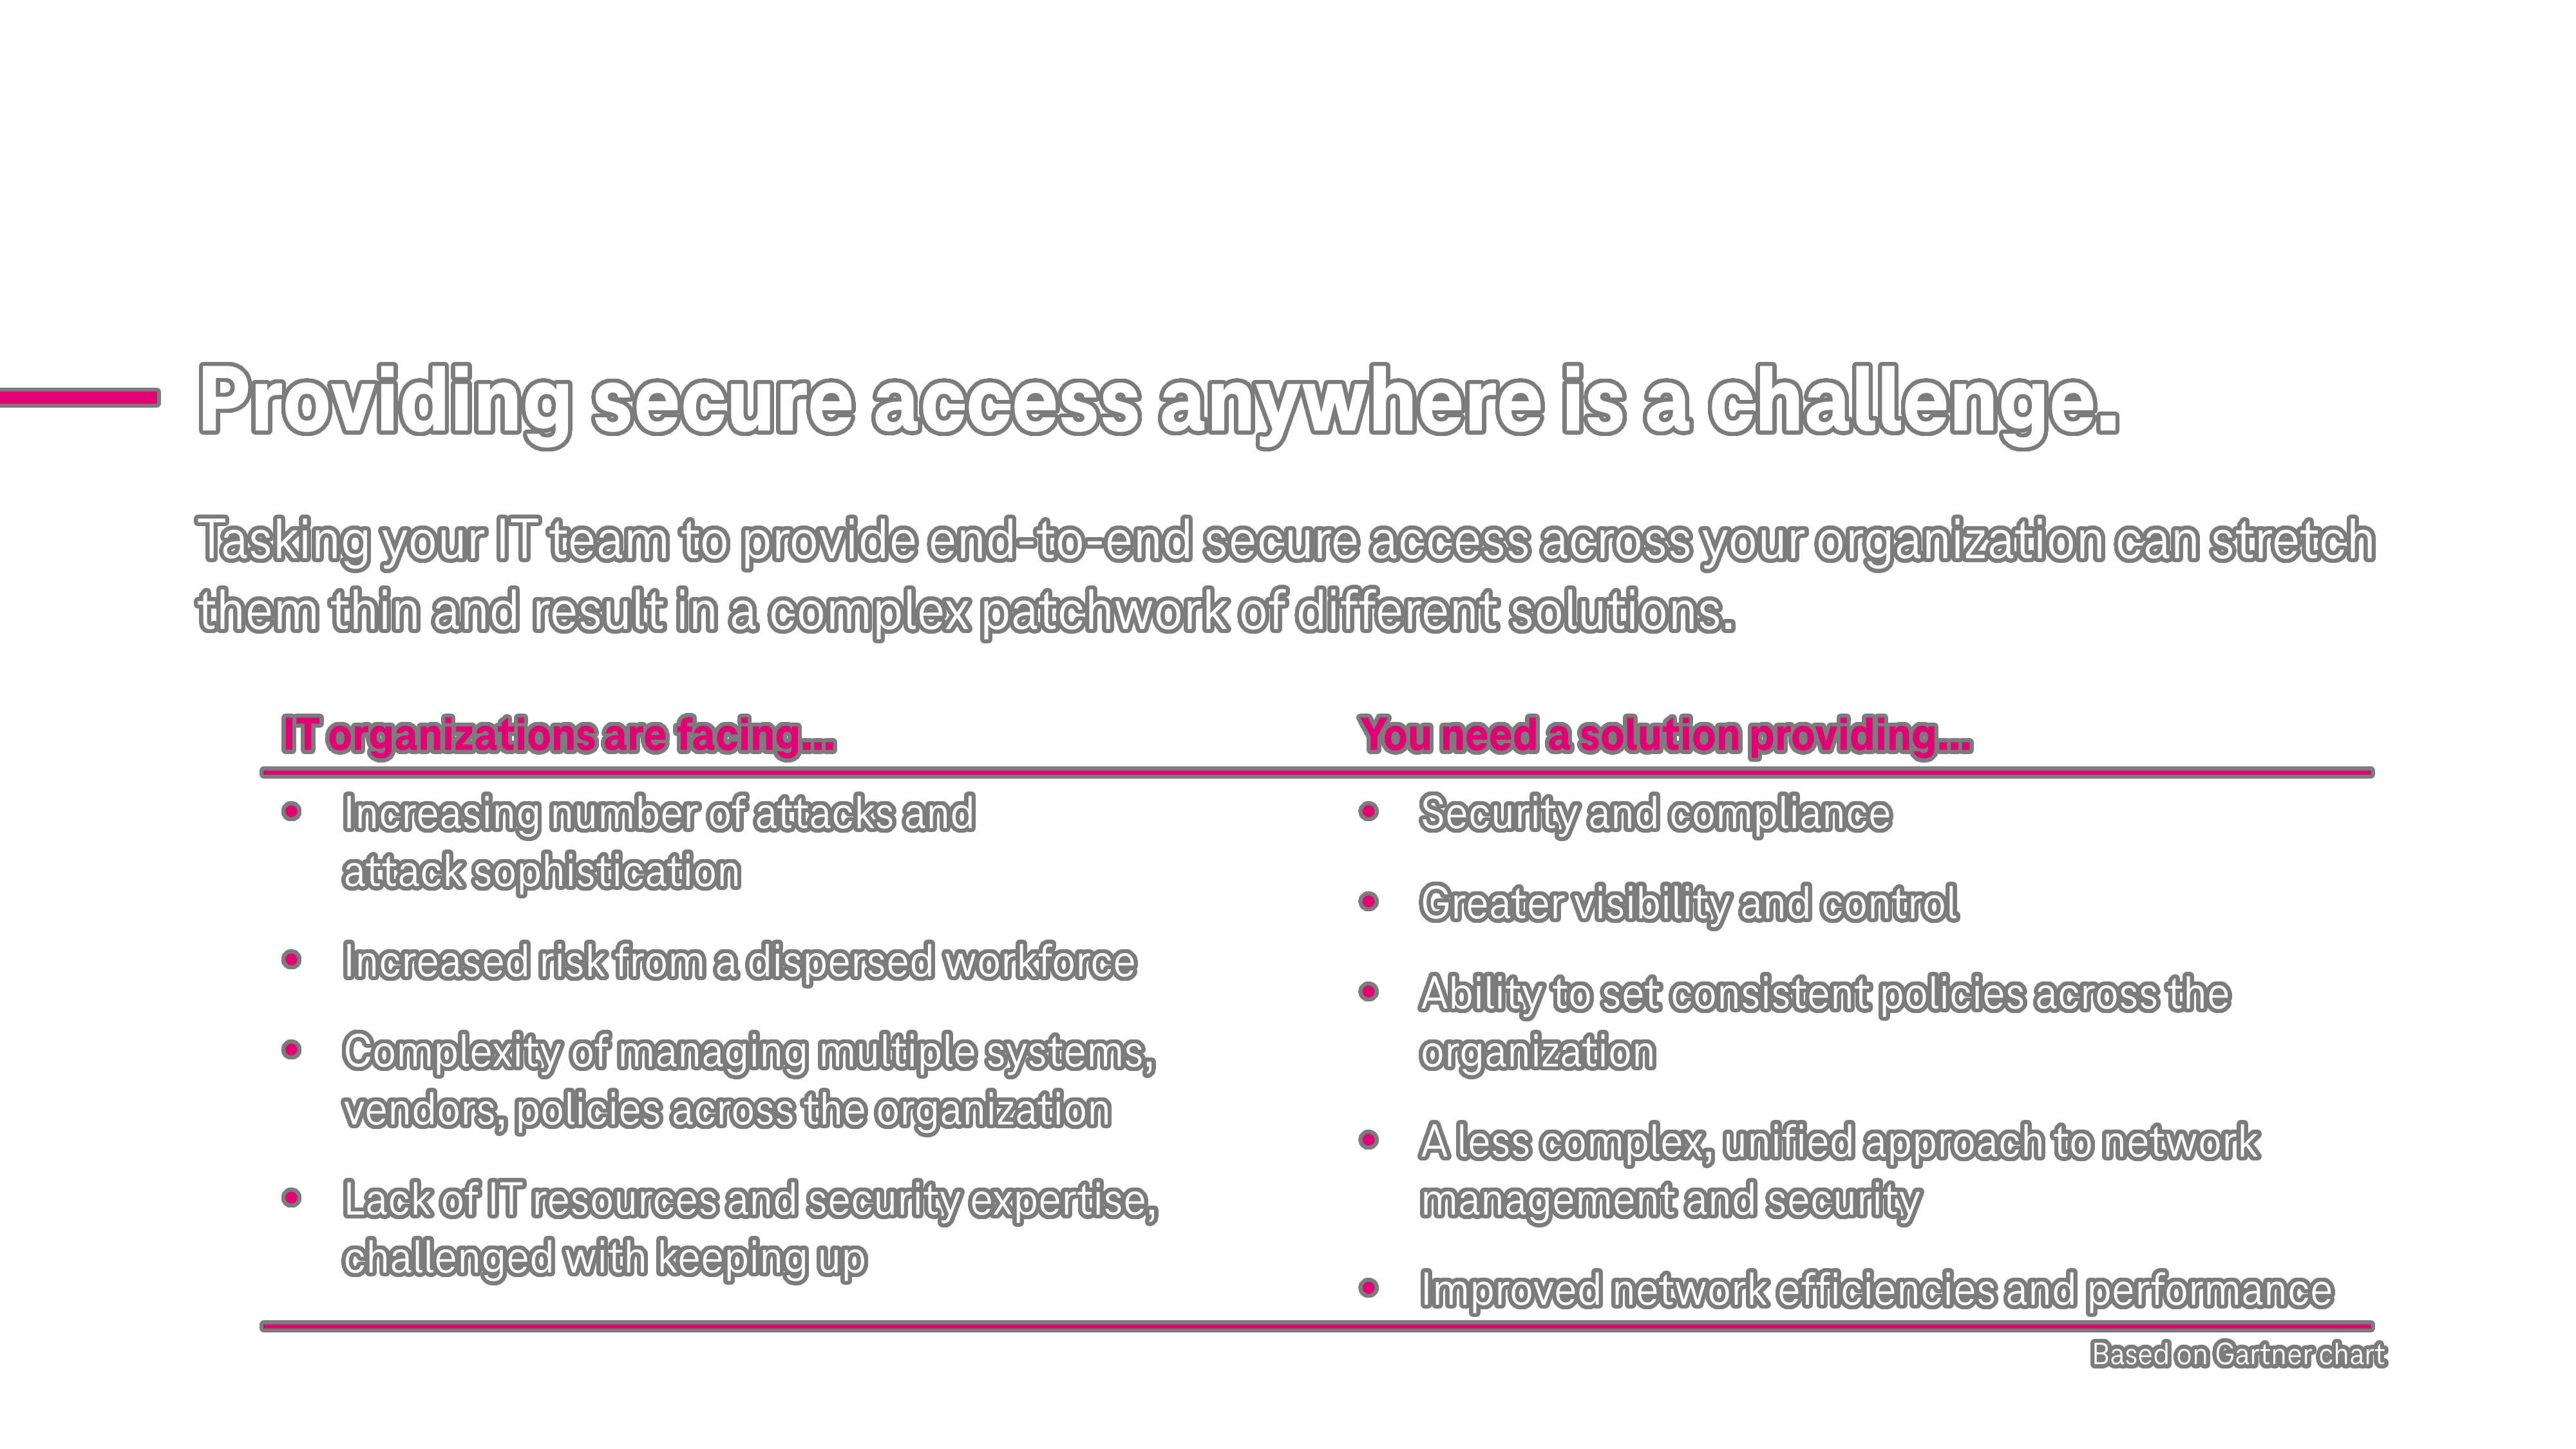 Providing secure access anywhere is a challenge.
Tasking your IT team to provide end-to-end secure access across your organization can stretch
them thin and result in a complex patchwork of different solutions.
IT organizations are facing...
• Increasing number of attacks and
attack sophistication
• Increased risk from a dispersed workforce
• Complexity of managing multiple systems,
vendors, policies across the organization
• Lack of IT resources and security expertise,
challenged with keeping up
You need a solution providing...
• Security and compliance
• Greater visibility and control
• Ability to set consistent policies across the
organization
• A less complex, unified approach to network
management and security
• Improved network efficiencies and performance
Based on Gartner chart